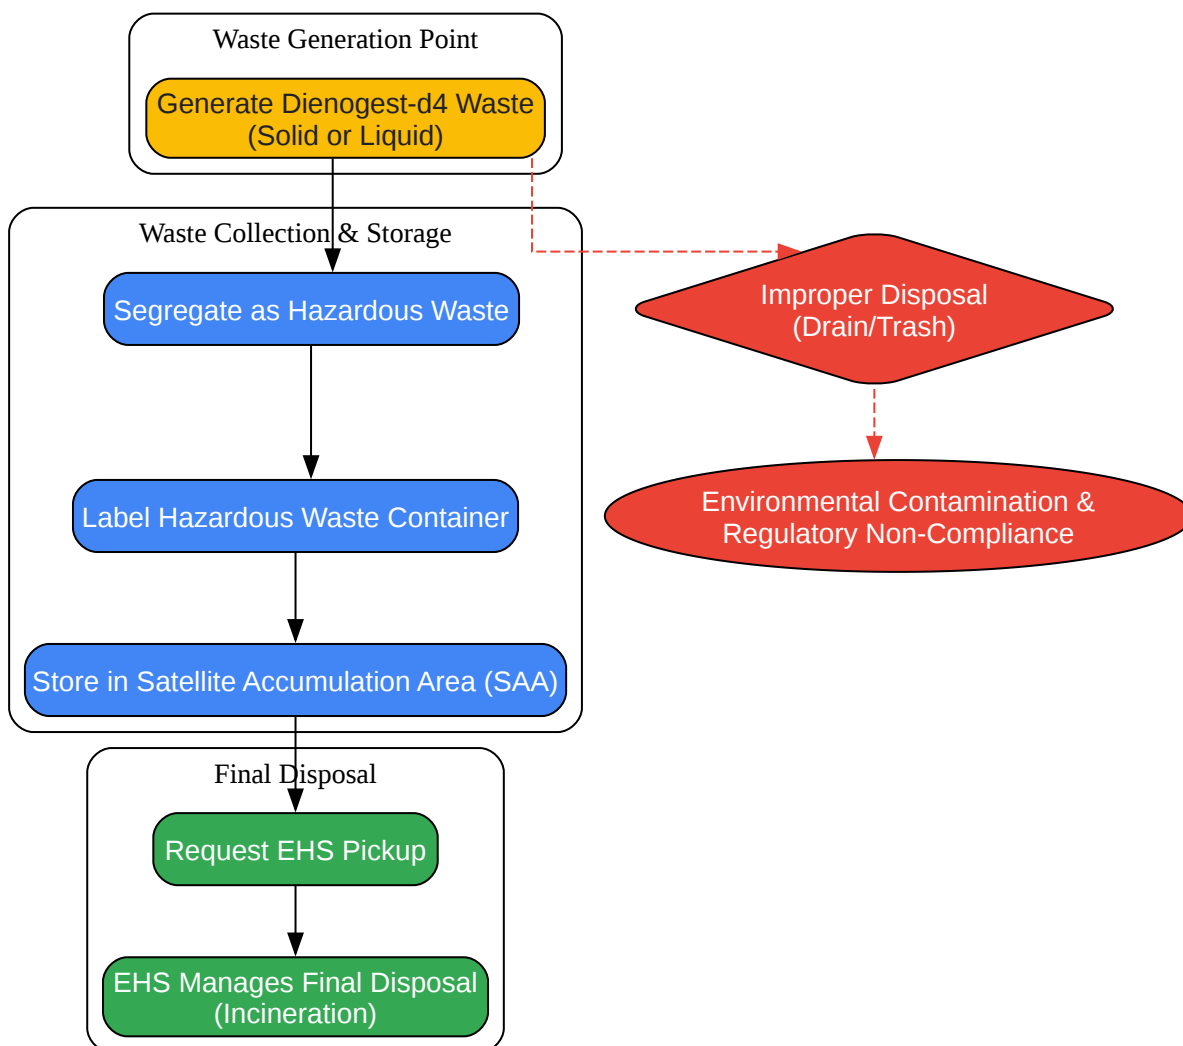 Waste Generation Point
Generate Dienogest-d4 Waste
(Solid or Liquid)
Waste Collection & Storage
Segregate as Hazardous Waste
Improper Disposal
(Drain/Trash)
Label Hazardous Waste Container
Environmental Contamination &
Regulatory Non-Compliance
Store in Satellite Accumulation Area (SAA)
Final Disposal
Request EHS Pickup
EHS Manages Final Disposal
(Incineration)